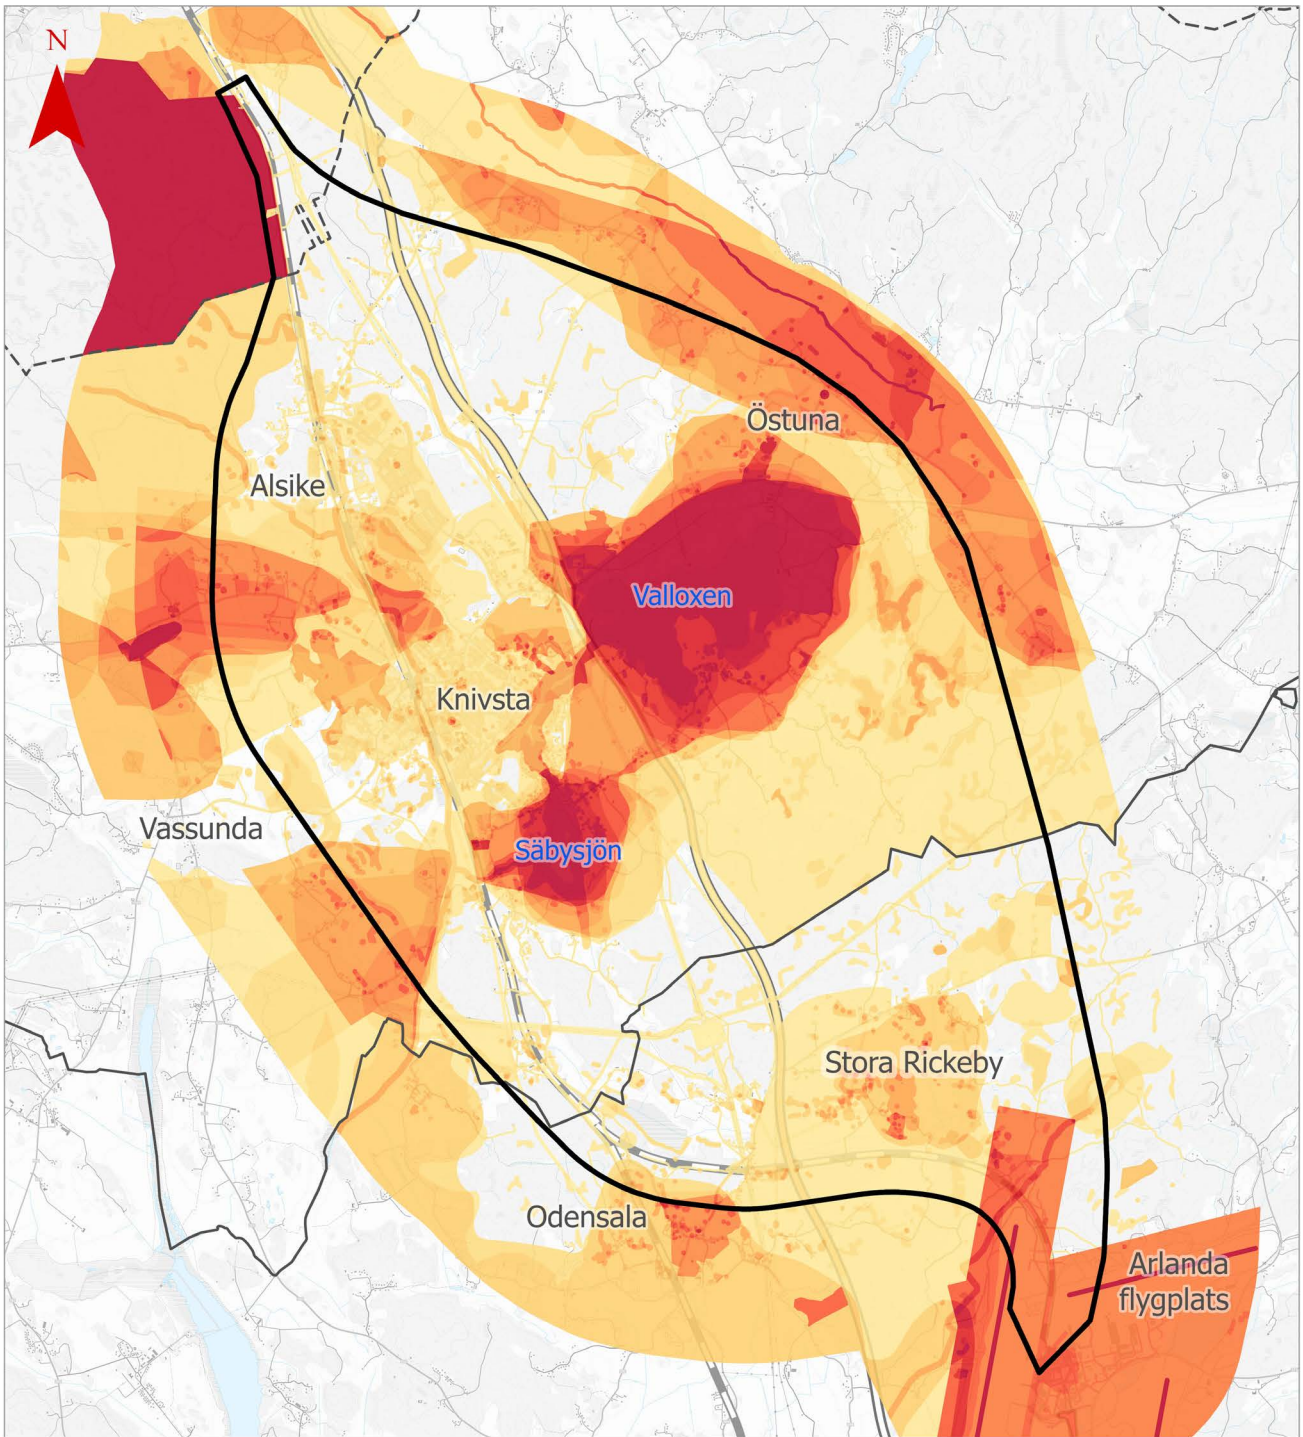 N
Östuna
Alsike
Valloxen
Knivsta
Vassunda
Säbysjön
Stora Rickeby
Odensala
Arlanda
flygplats